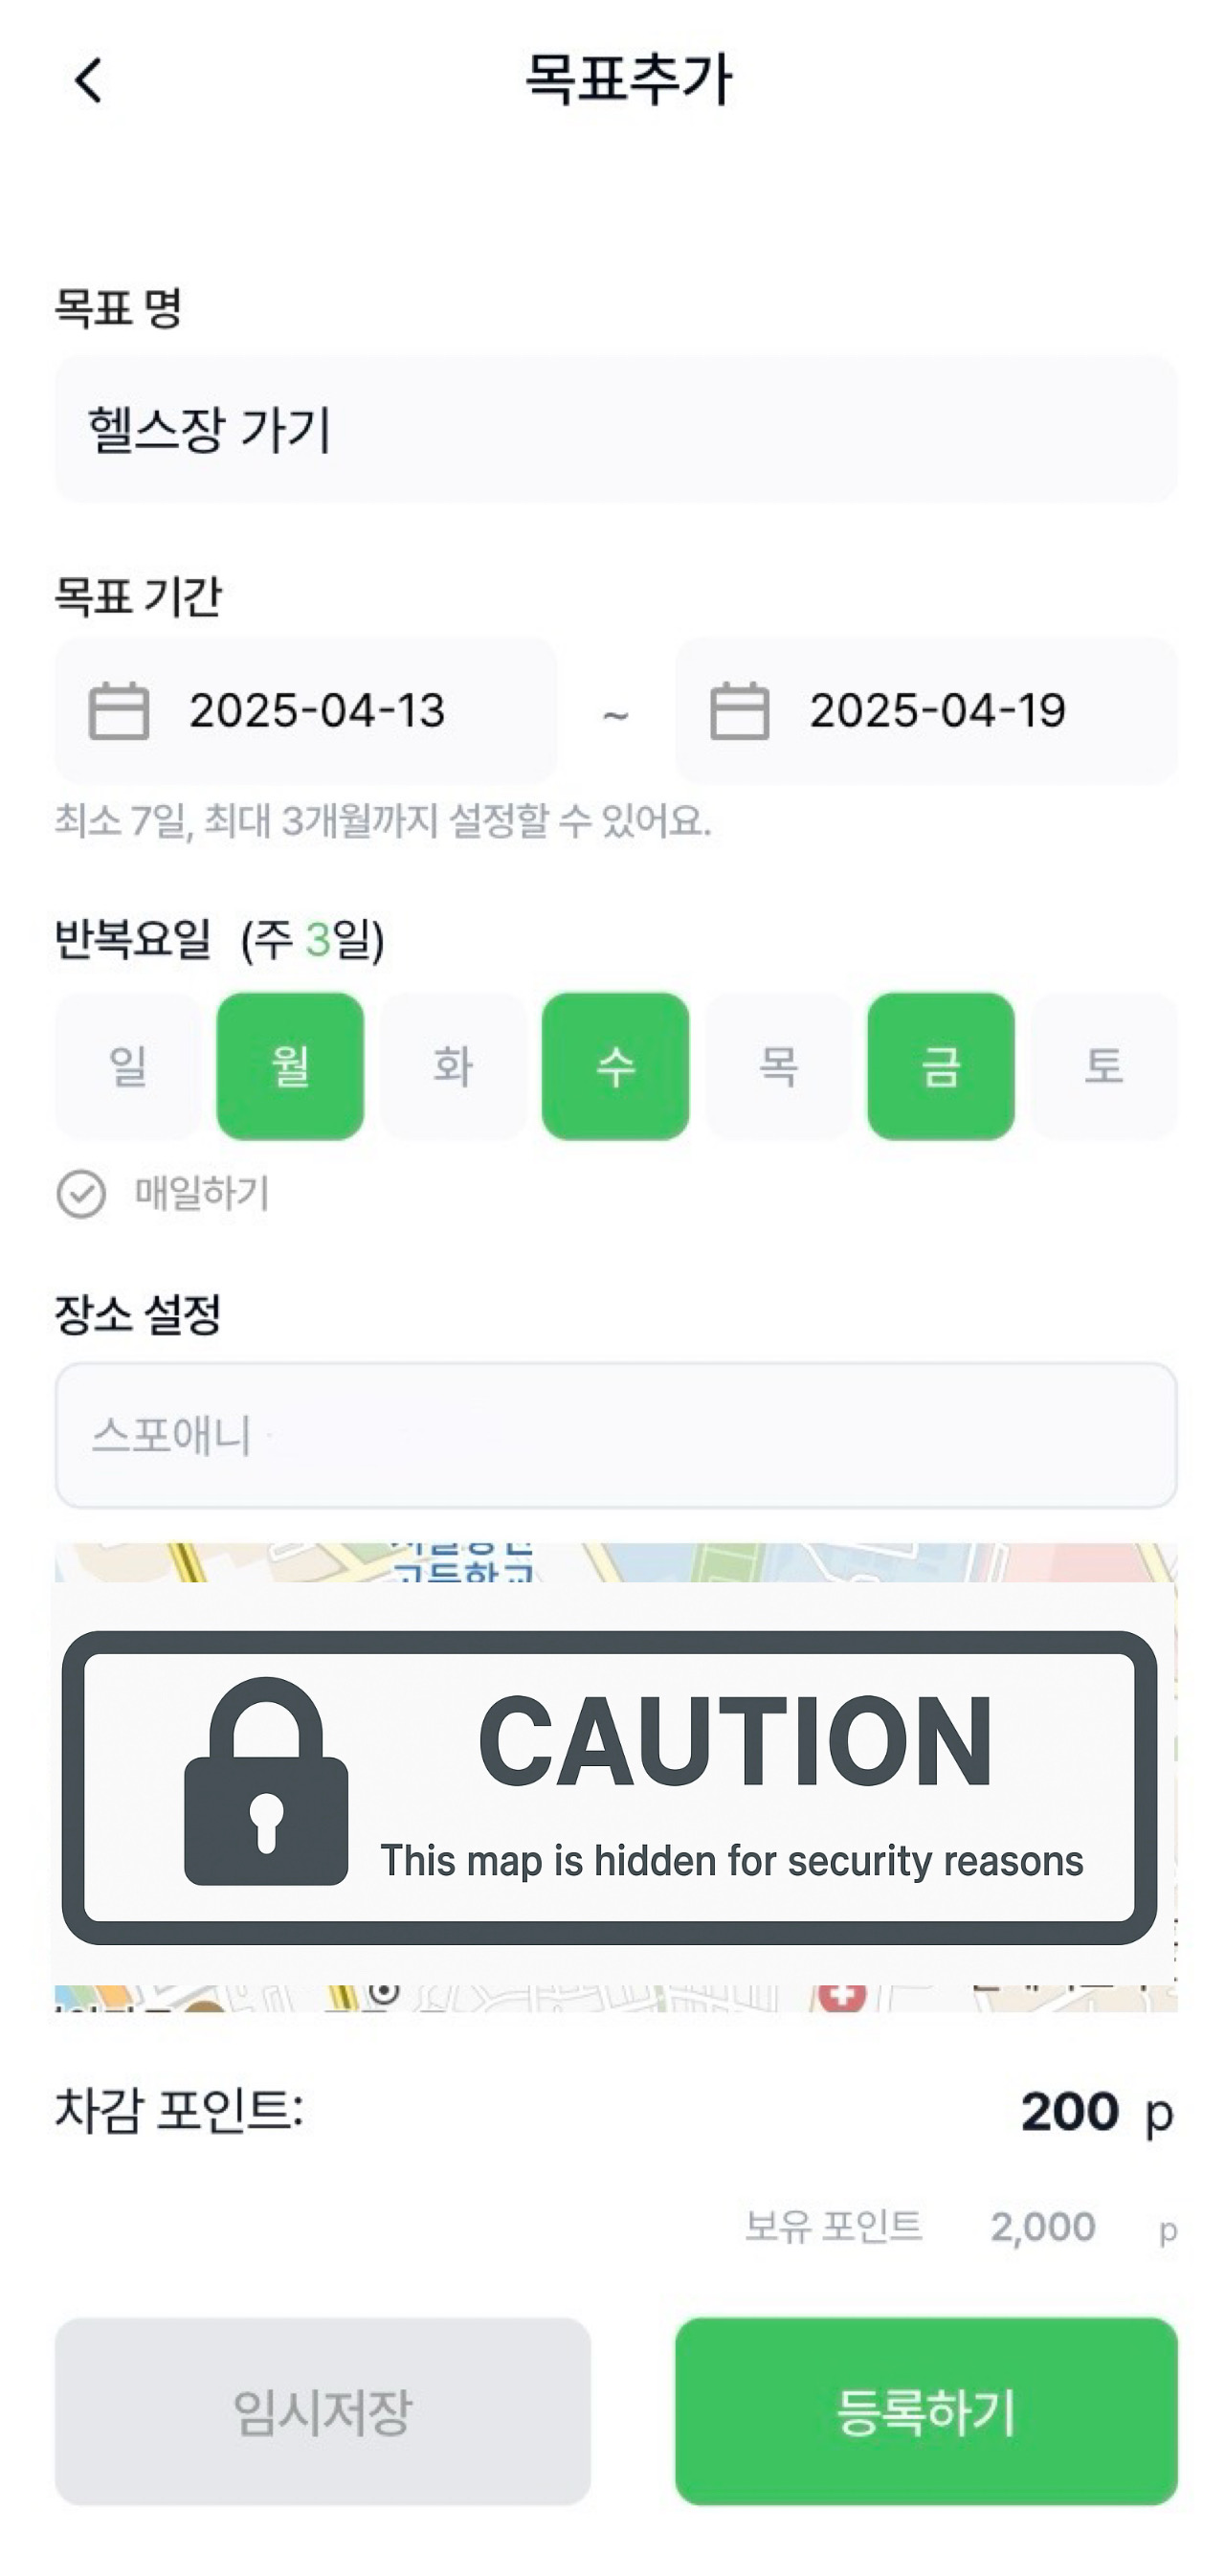 목표추가
목표 명
헬스장 가기
목표 기간
2025-04-13 ~ 2025-04-19
최소 7일, 최대 3개월까지 설정할 수 있어요.
반복요일 (주 3일)
일 월 화 수 목 금 토
매일하기
장소 설정
스포애니
고등학교
CAUTION
This map is hidden for security reasons
차감 포인트: 200 p
보유 포인트 2,000 p
임시저장 등록하기